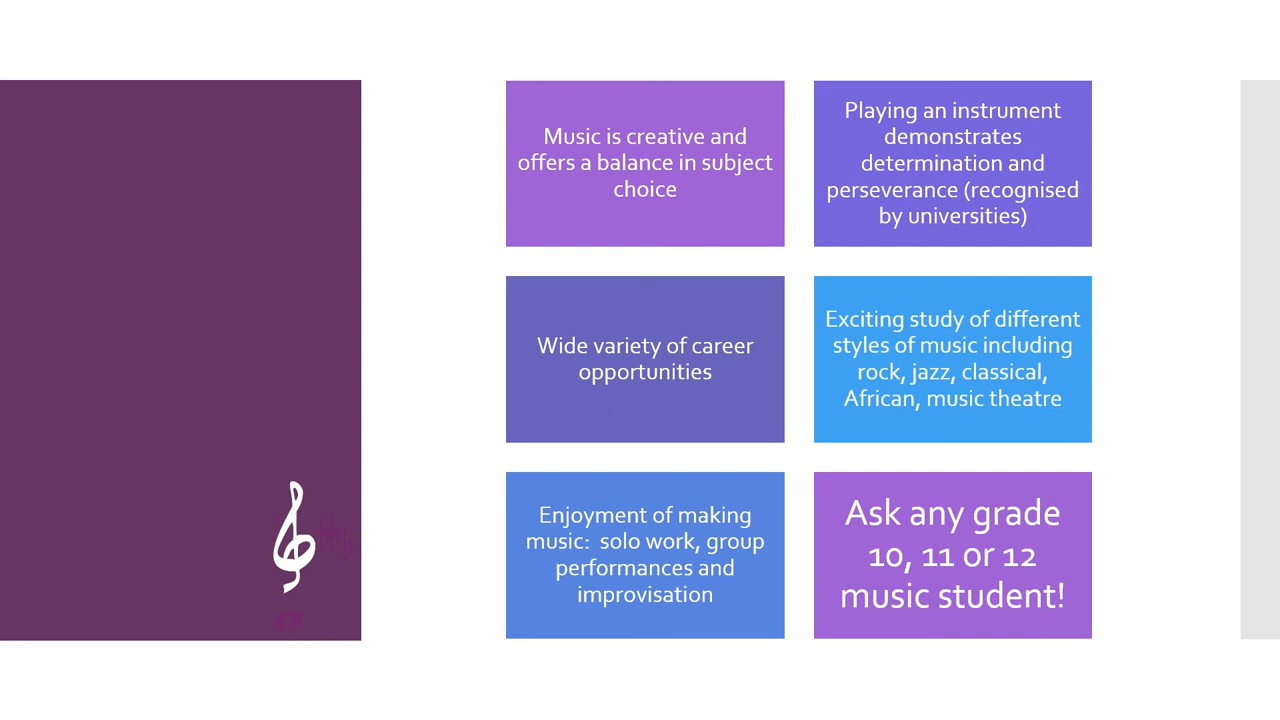 Music is creative and
offers a balance in subject
choice
Playing an instrument
demonstrates
determination and
perseverance (recognised
by universities)
Wide variety of career
opportunities
Exciting study of different
styles of music including
rock, jazz, classical,
African, music theatre
Enjoyment of making
music:  solo work, group
performances and
improvisation
Ask any grade
10, 11 or 12
music student!